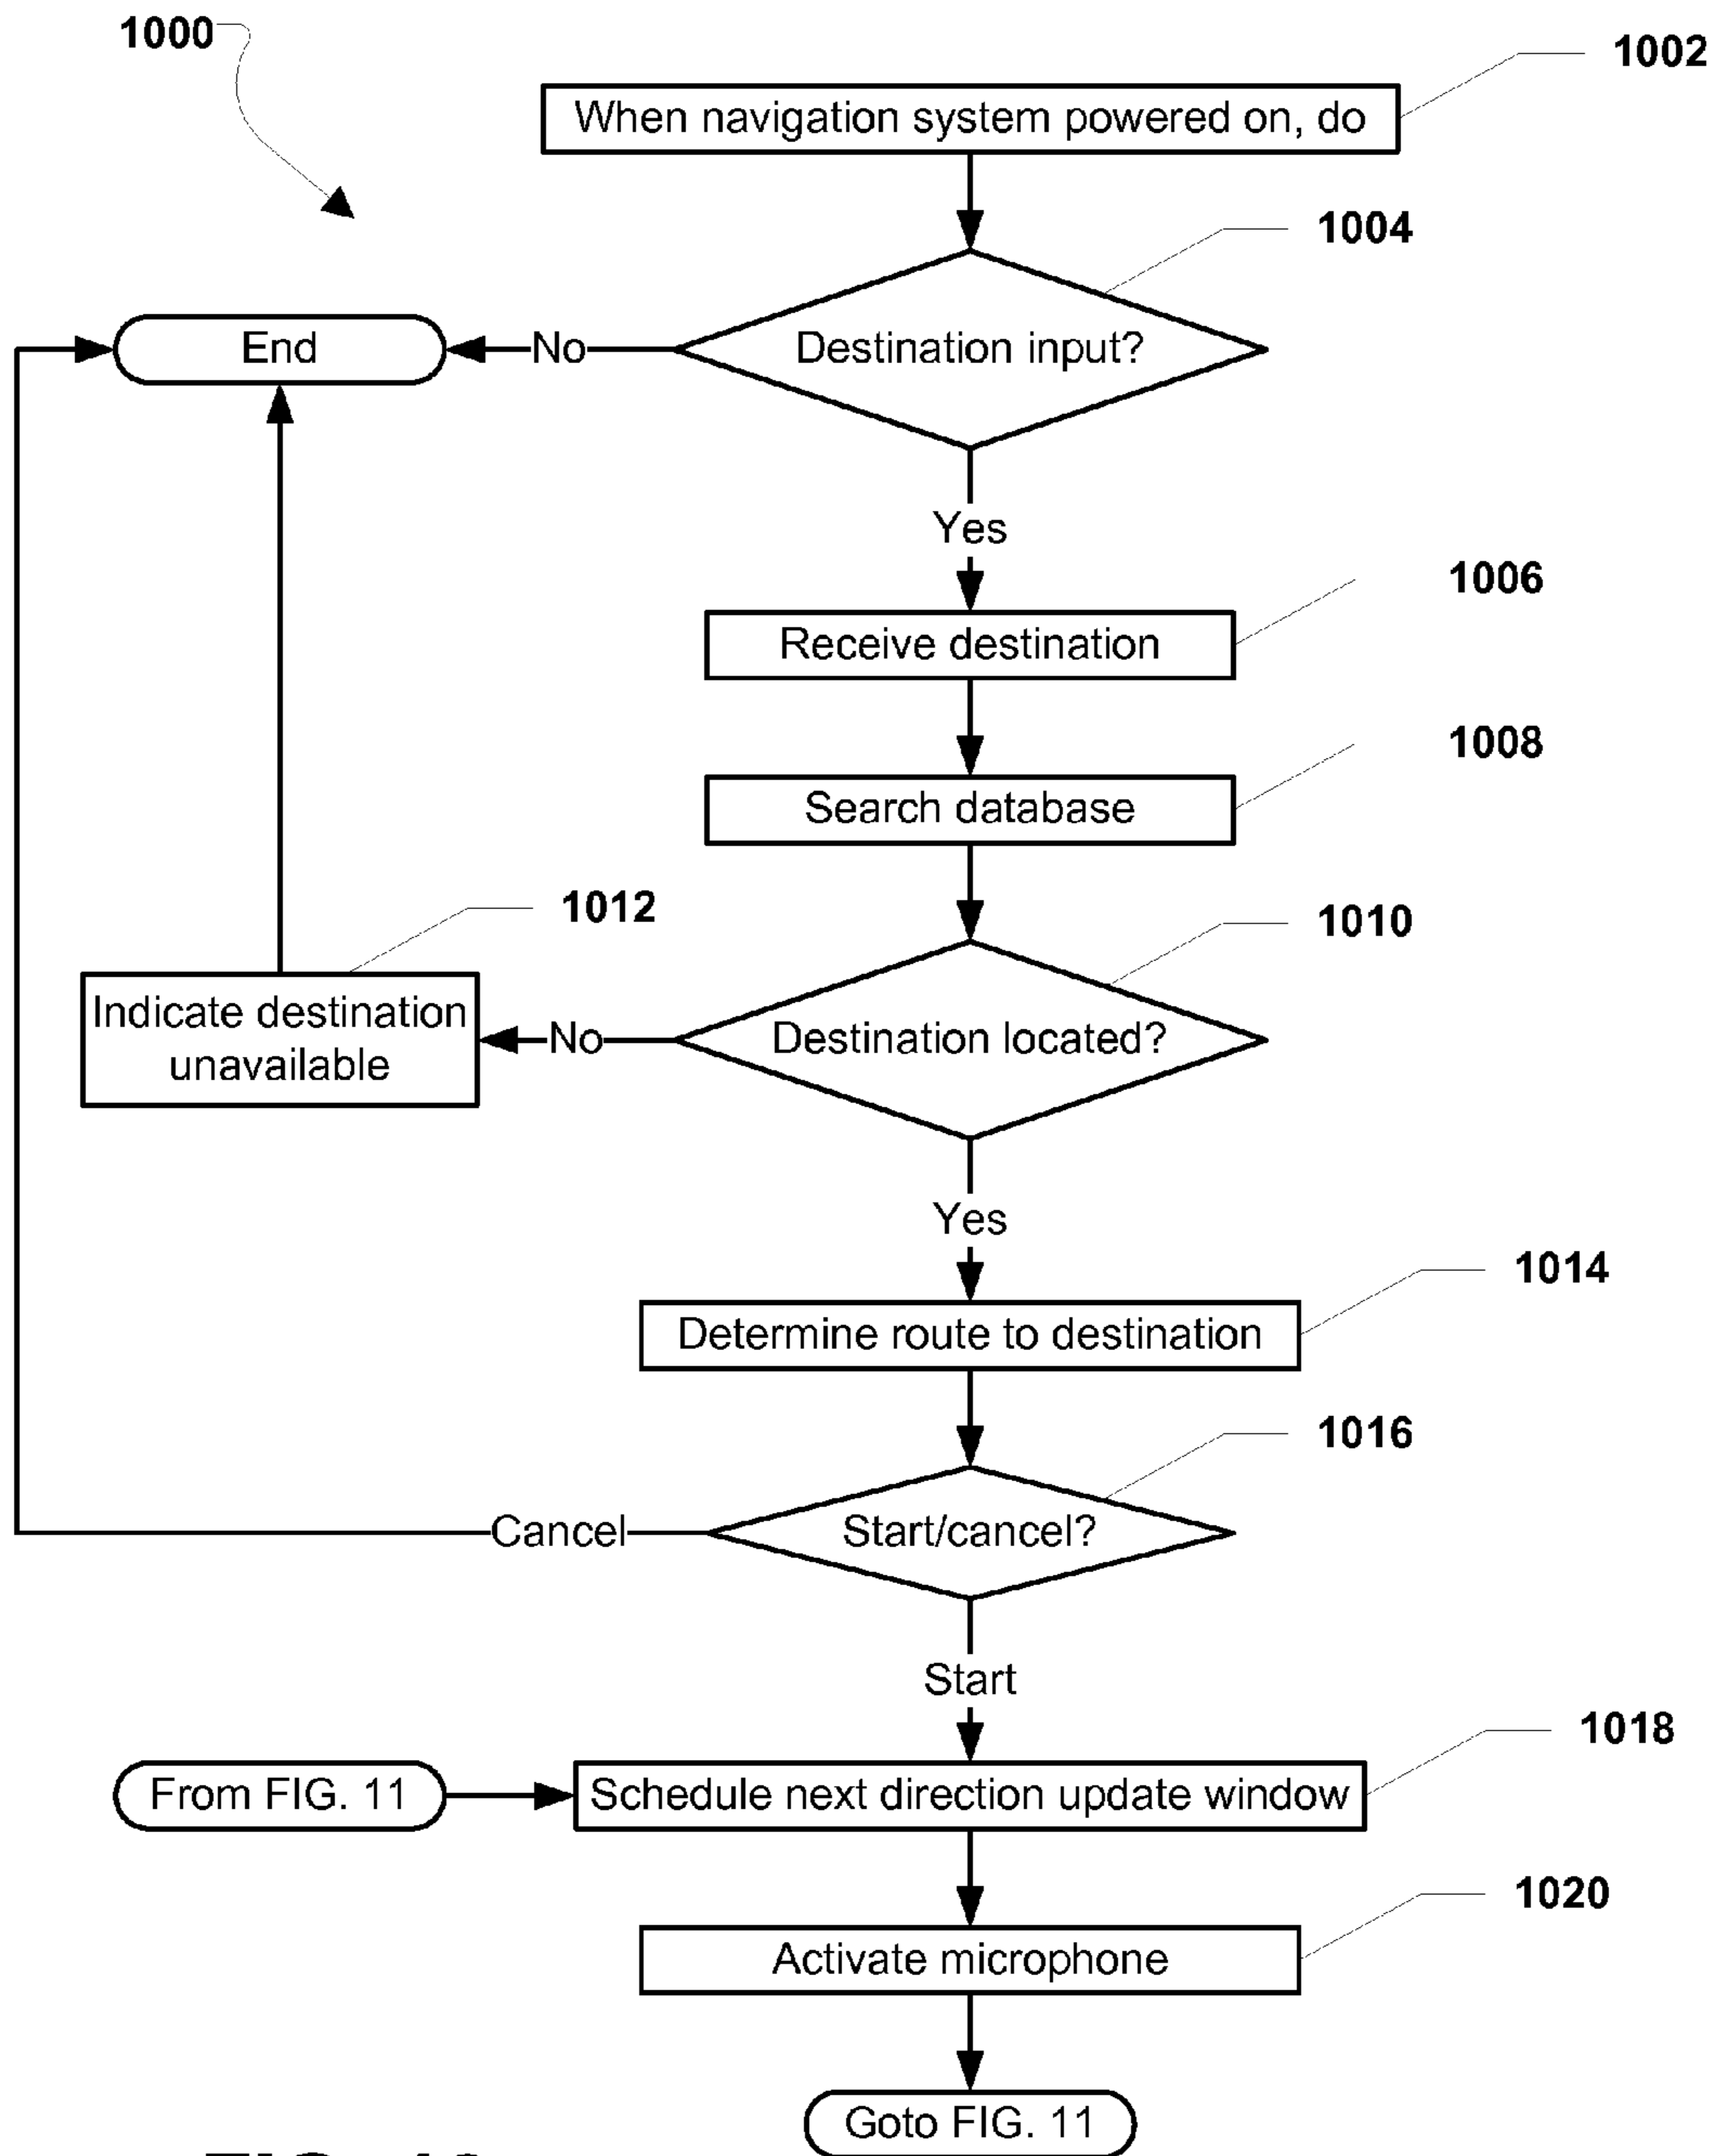 1000
1002
When navigation system powered on, do
1004
End
No
Destination input?
Yes
1006
Receive destination
1008
Search database
1012
1010
Indicate destination
unavailable
No
Destination located?
Yes
1014
Determine route to destination
1016
Cancel
Start/cancel?
Start
1018
From FIG. 11
Schedule next direction update window
1020
Activate microphone
Goto FIG. 11